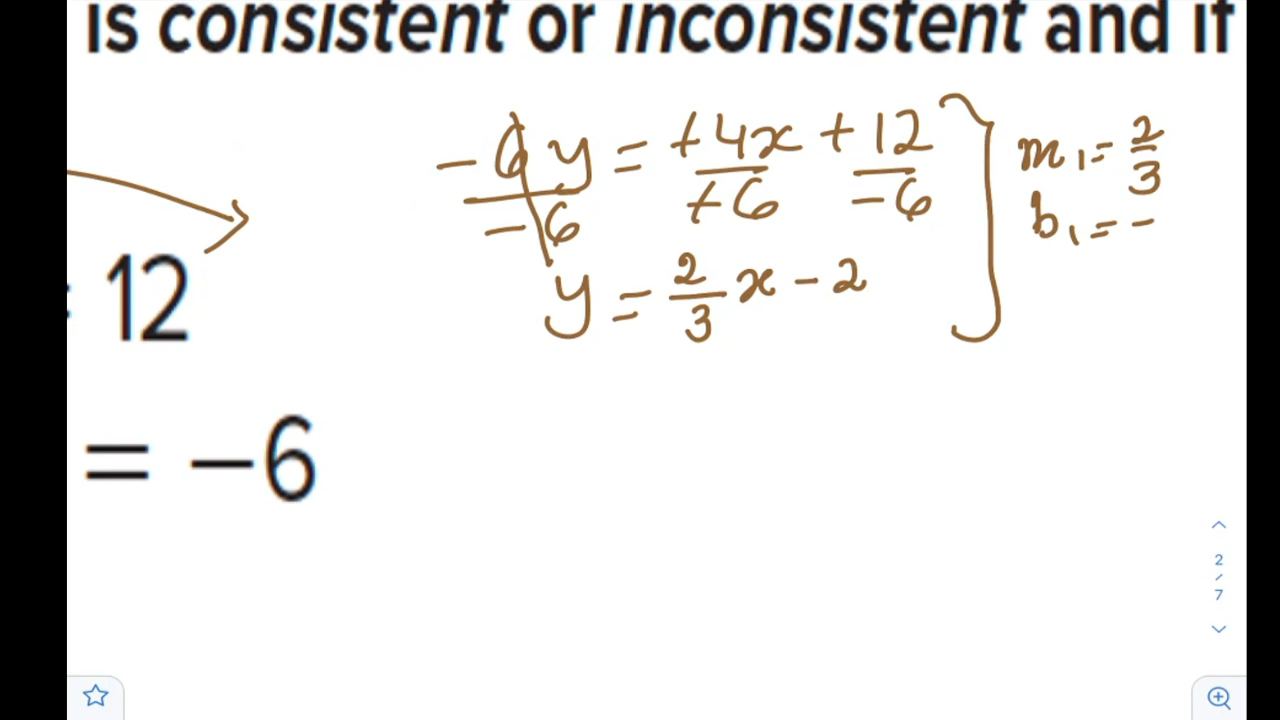 is consistent or inconsistent and if
-6y = +4x + 12
-6 +6 -6
m₁ = 2/3
b₁ = -
y = 2/3 x - 2
= 12
= −6
2
/
7